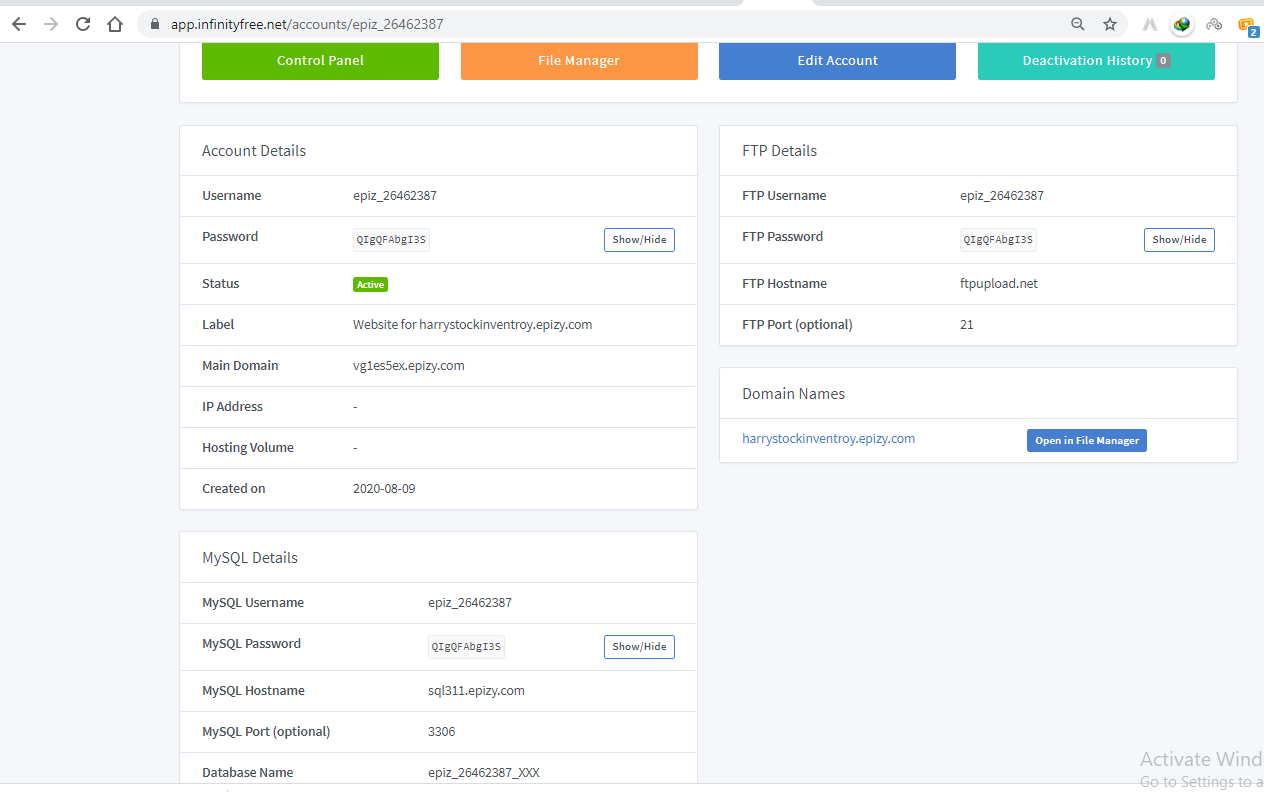 app.infinityfree.net/accounts/epiz_26462387
2
Control Panel
File Manager
Edit Account
Deactivation History 0
Account Details
Username epiz_26462387
Password QIgQFAbgI3S Show/Hide
Status Active
Label Website for harrystockinventroy.epizy.com
Main Domain vg1es5ex.epizy.com
IP Address -
Hosting Volume -
Created on 2020-08-09
FTP Details
FTP Username epiz_26462387
FTP Password QIgQFAbgI3S Show/Hide
FTP Hostname ftpupload.net
FTP Port (optional) 21
Domain Names
harrystockinventroy.epizy.com Open in File Manager
MySQL Details
MySQL Username epiz_26462387
MySQL Password QIgQFAbgI3S Show/Hide
MySQL Hostname sql311.epizy.com
MySQL Port (optional) 3306
Database Name epiz_26462387_XXX
Activate Wind
Go to Settings to a